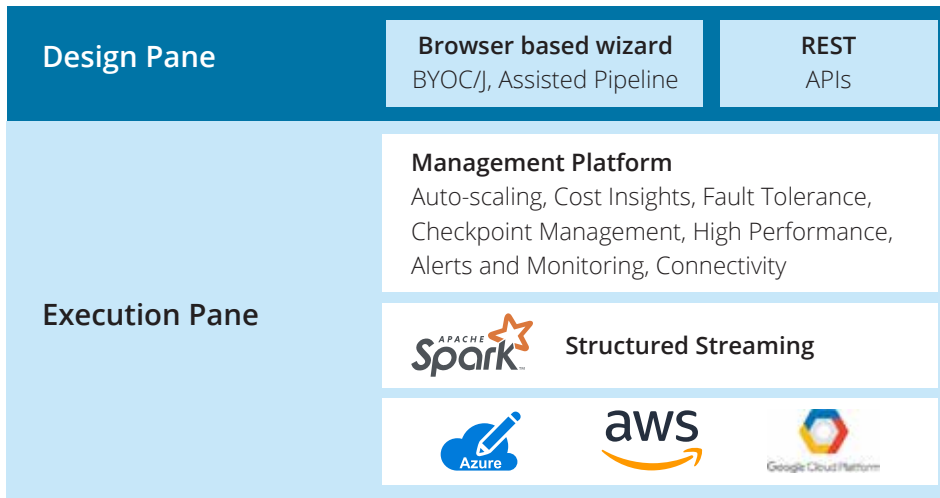 Design Pane
Browser based wizard
BYOC/J, Assisted Pipeline
REST
APIs
Execution Pane
Management Platform
Auto-scaling, Cost Insights, Fault Tolerance,
Checkpoint Management, High Performance,
Alerts and Monitoring, Connectivity
APACHE
Spark™
Structured Streaming
Azure
aws
Google Cloud Platform